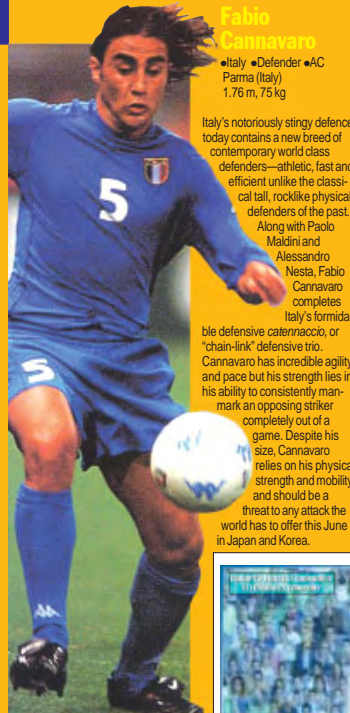 Fabio
Cannavaro
●Italy ●Defender ●AC
Parma (Italy)
1.76 m, 75 kg
Italy's notoriously stingy defence
today contains a new breed of
contemporary world class
defenders—athletic, fast and
efficient unlike the classi-
cal tall, rocklike physical
defenders of the past.
Along with Paolo
Maldini and
Alessandro
Nesta, Fabio
Cannavaro
completes
Italy's formida-
ble defensive catennaccio, or
"chain-link" defensive trio.
Cannavaro has incredible agility
and pace but his strength lies in
his ability to consistently man-
mark an opposing striker
completely out of a
game. Despite his
size, Cannavaro
relies on his physical
strength and mobility
and should be a
threat to any attack the
world has to offer this June
in Japan and Korea.
5
5